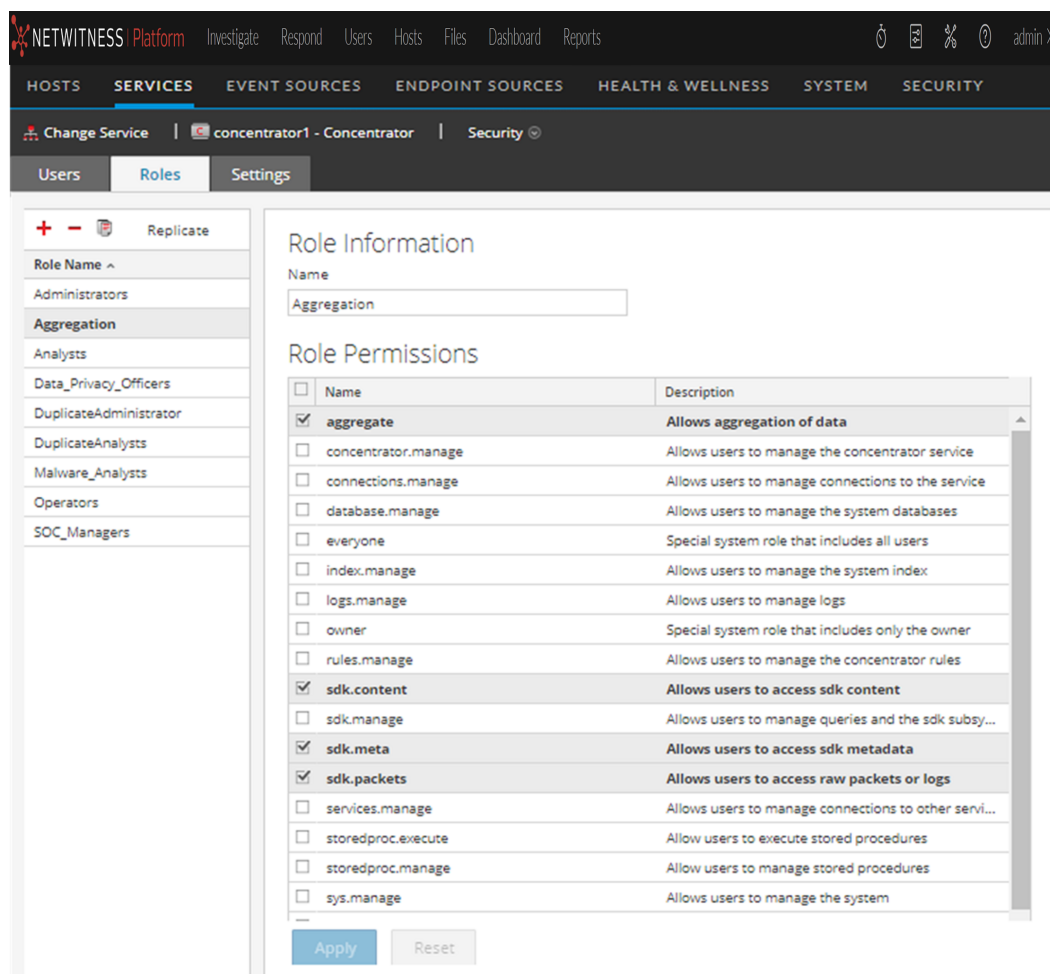 NETWITNESS Platform Investigate Respond Users Hosts Files Dashboard Reports admin
HOSTS SERVICES EVENT SOURCES ENDPOINT SOURCES HEALTH & WELLNESS SYSTEM SECURITY
Change Service | C concentrator1 - Concentrator | Security
Users Roles Settings
Replicate
Role Name
Administrators
Aggregation
Analysts
Data_Privacy_Officers
DuplicateAdministrator
DuplicateAnalysts
Malware_Analysts
Operators
SOC_Managers
Role Information
Name
Aggregation
Role Permissions
Name Description
aggregate Allows aggregation of data
concentrator.manage Allows users to manage the concentrator service
connections.manage Allows users to manage connections to the service
database.manage Allows users to manage the system databases
everyone Special system role that includes all users
index.manage Allows users to manage the system index
logs.manage Allows users to manage logs
owner Special system role that includes only the owner
rules.manage Allows users to manage the concentrator rules
sdk.content Allows users to access sdk content
sdk.manage Allows users to manage queries and the sdk subsy...
sdk.meta Allows users to access sdk metadata
sdk.packets Allows users to access raw packets or logs
services.manage Allows users to manage connections to other servi...
storedproc.execute Allow users to execute stored procedures
storedproc.manage Allow users to manage stored procedures
sys.manage Allows users to manage the system
Apply Reset